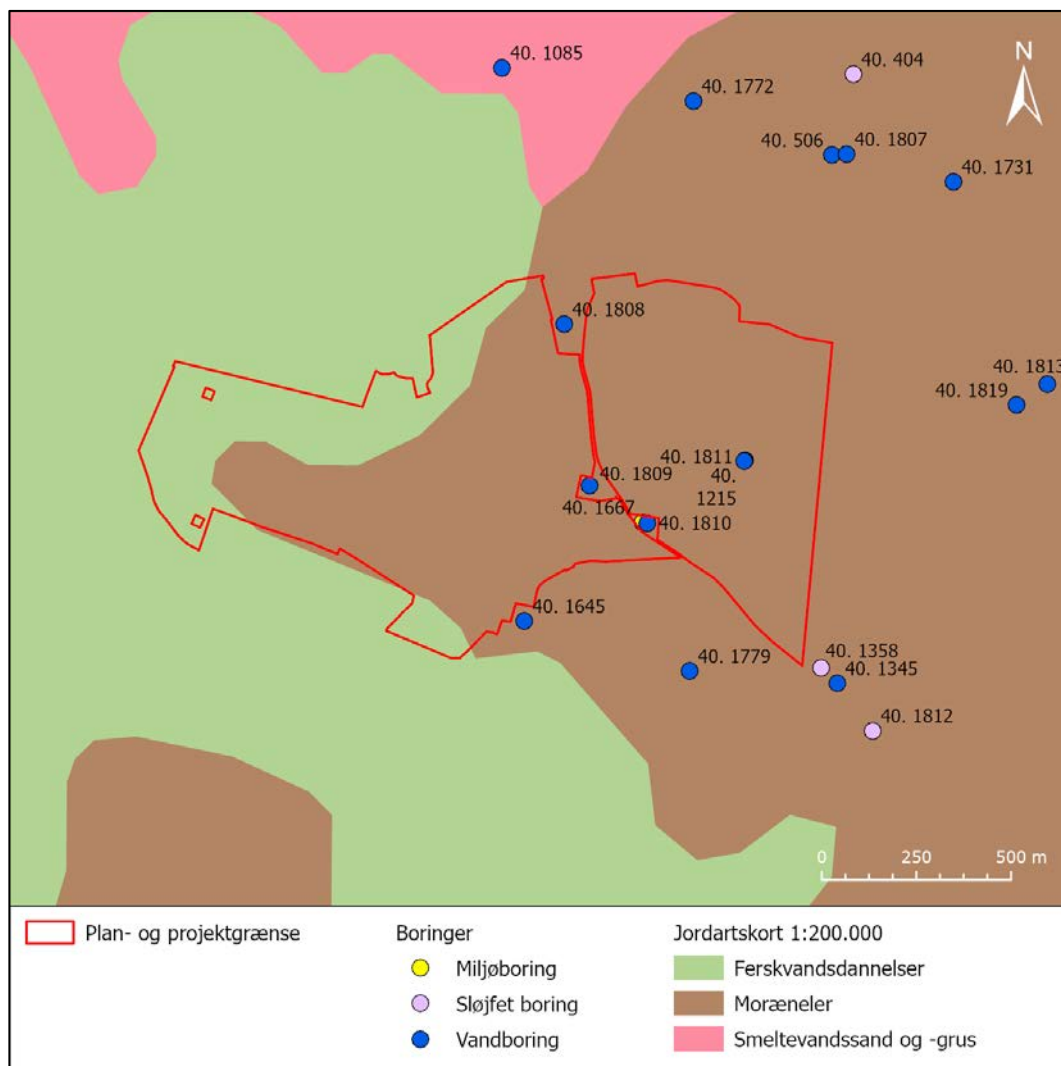 40. 1085
40. 404
N
40. 1772
40. 506
40. 1807
40. 1731
40. 1808
40. 1813
40. 1819
40. 1811
40. 1809
40.
1215
40. 1667
40. 1810
40. 1645
40. 1779
40. 1358
40. 1345
40. 1812
0 250 500 m
Plan- og projektgrænse
Boringer
Miljøboring
Sløjfet boring
Vandboring
Jordartskort 1:200.000
Ferskvandsdannelser
Moræneler
Smeltevandssand og -grus